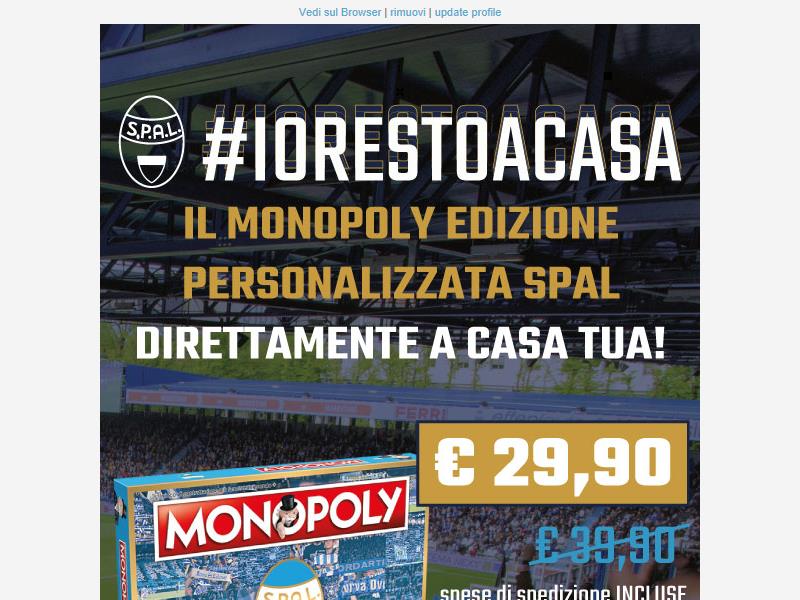 Vedi sul Browser | rimuovi | update profile
S.P.A.L.
#IORESTOACASA
IL MONOPOLY EDIZIONE
PERSONALIZZATA SPAL
DIRETTAMENTE A CASA TUA!
FERRI
€ 29,90
€ 39,90
MONOPOLY
MONOPO
S.P.A.L.
spese di spedizione INCLUSE